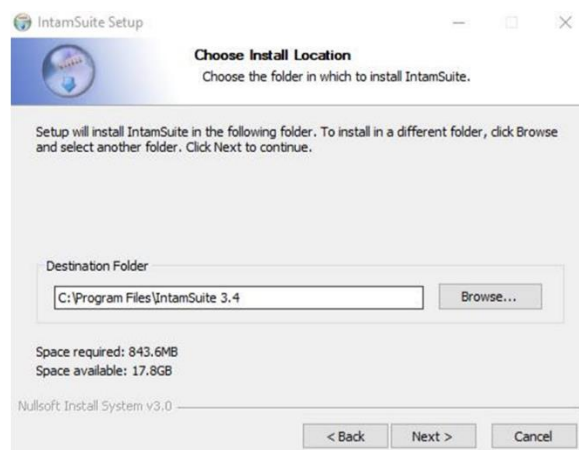 IntamSuite Setup
Choose Install Location
Choose the folder in which to install IntamSuite.
Setup will install IntamSuite in the following folder. To install in a different folder, click Browse
and select another folder. Click Next to continue.
Destination Folder
C:\Program Files\IntamSuite 3.4
Browse...
Space required: 843.6MB
Space available: 17.8GB
Nullsoft Install System v3.0
< Back
Next >
Cancel